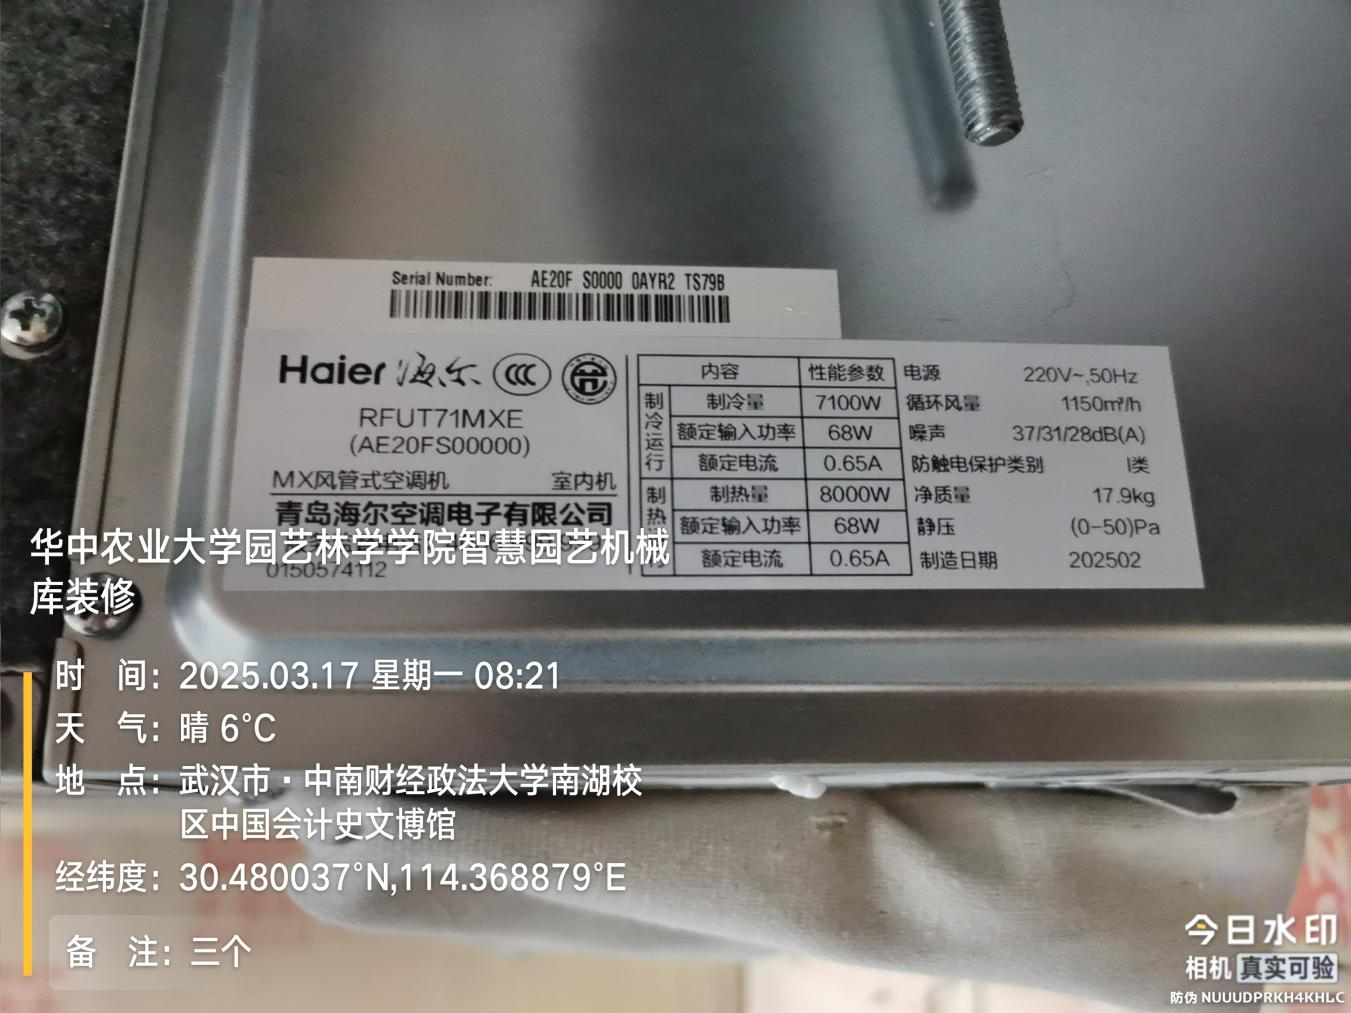 Serial Number: AE20F S0000 0AYR2 TS79B
Haier 海尔 CCC
RFUT71MXE
(AE20FS00000)
MX风管式空调机 室内机
青岛海尔空调电子有限公司
0150574112
内容 性能参数
制冷运行
制冷量 7100W
额定输入功率 68W
额定电流 0.65A
制热
制热量 8000W
额定输入功率 68W
额定电流 0.65A
电源 220V~,50Hz
循环风量 1150m³/h
噪声 37/31/28dB(A)
防触电保护类别 I类
净质量 17.9kg
静压 (0-50)Pa
制造日期 202502
华中农业大学园艺林学学院智慧园艺机械
库装修
时 间：2025.03.17 星期一 08:21
天 气：晴 6°C
地 点：武汉市·中南财经政法大学南湖校
区中国会计史文博馆
经纬度：30.480037°N,114.368879°E
备 注：三个
今日水印
相机 真实可验
防伪 NUUUDPRKH4KHLC